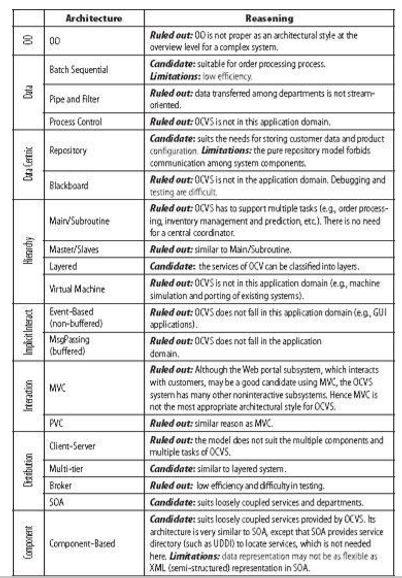 Architecture Reasoning
OO OO Ruled out: OO is not proper as an architectural style at the
overview level for a complex system.
Data Batch Sequential Candidate: suitable for order processing process.
Limitations: low efficiency.
Pipe and Filter Ruled out: data transferred among departments is not stream-
oriented.
Process Control Ruled out: OCVS is not in this application domain.
Data Centric Repository Candidate: suits the needs for storing customer data and product
configuration. Limitations: the pure repository model forbids
communication among system components.
Blackboard Ruled out: OCVS is not in the application domain. Debugging and
testing are difficult.
Hierarchy Main/Subroutine Ruled out: OCVS has to support multiple tasks (e.g., order process-
ing, inventory management and prediction, etc.). There is no need
for a central coordinator.
Master/Slaves Ruled out: similar to Main/Subroutine.
Layered Candidate: the services of OCV can be classified into layers.
Virtual Machine Ruled out: OCVS is not in this application domain (e.g., machine
simulation and porting of existing systems).
Implicit Interact Event-Based
(non-buffered) Ruled out: OCVS does not fall in this application domain (e.g., GUI
applications).
MsgPassing
(buffered) Ruled out: OCVS does not fall in the application
domain.
Interaction MVC Ruled out: Although the Web portal subsystem, which interacts
with customers, may be a good candidate using MVC, the OCVS
system has many other noninteractive subsystems. Hence MVC is
not the most appropriate architectural style for OCVS.
PVC Ruled out: similar reason as MVC.
Distribution Client-Server Ruled out: the model does not suit the multiple components and
multiple tasks of OCVS.
Multi-tier Candidate: similar to layered system.
Broker Ruled out: low efficiency and difficulty in testing.
SOA Candidate: suits loosely coupled services and departments.
Component Component-Based Candidate: suits loosely coupled services provided by OCVS. Its
architecture is very similar to SOA, except that SOA provides service
directory (such as UDDI) to locate services, which is not needed
here. Limitations: data representation may not be as flexible as
XML (semi-structured) representation in SOA.